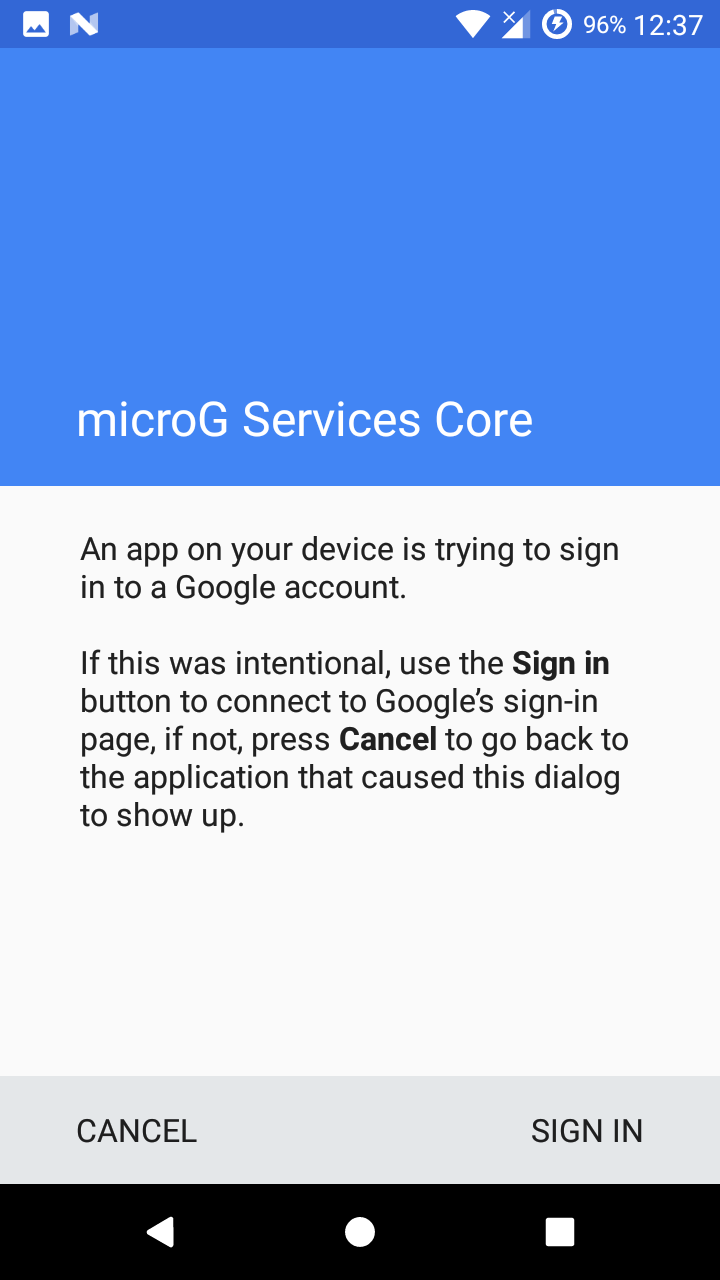 96% 12:37
microG Services Core
An app on your device is trying to sign
in to a Google account.
If this was intentional, use the Sign in
button to connect to Google’s sign-in
page, if not, press Cancel to go back to
the application that caused this dialog
to show up.
CANCEL
SIGN IN